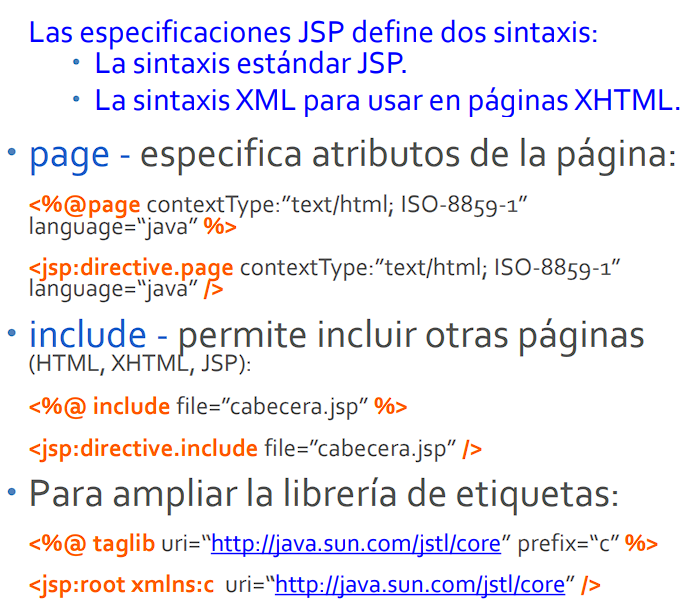 Las especificaciones JSP define dos sintaxis:
• La sintaxis estándar JSP.
• La sintaxis XML para usar en páginas XHTML.
• page - especifica atributos de la página:
<%@page contextType:”text/html; ISO-8859-1”
language=“java” %>
<jsp:directive.page contextType:”text/html; ISO-8859-1”
language=“java” />
• include - permite incluir otras páginas
(HTML, XHTML, JSP):
<%@ include file=”cabecera.jsp” %>
<jsp:directive.include file=”cabecera.jsp” />
• Para ampliar la librería de etiquetas:
<%@ taglib uri=“http://java.sun.com/jstl/core” prefix=“c” %>
<jsp:root xmlns:c uri=“http://java.sun.com/jstl/core” />